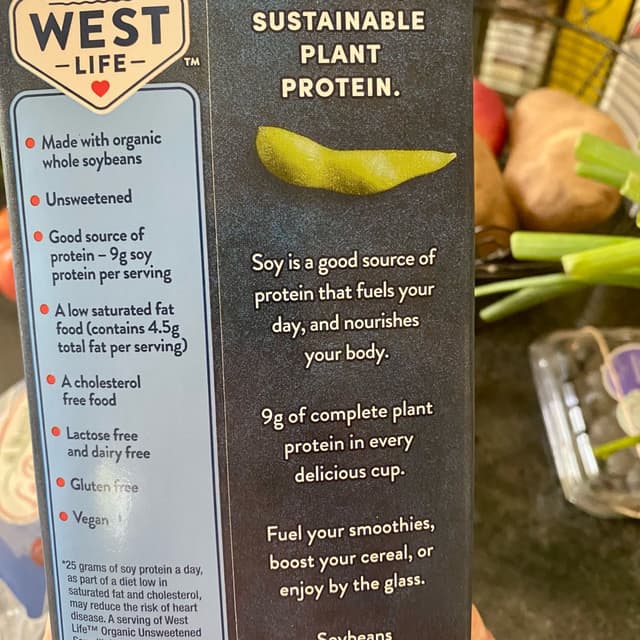 WEST
LIFE
TM
Made with organic
whole soybeans
Unsweetened
Good source of
protein – 9g soy
protein per serving
A low saturated fat
food (contains 4.5g
total fat per serving)
A cholesterol
free food
Lactose free
and dairy free
Gluten free
Vegan
*25 grams of soy protein a day,
as part of a diet low in
saturated fat and cholesterol,
may reduce the risk of heart
disease. A serving of West
Life™ Organic Unsweetened
SUSTAINABLE
PLANT
PROTEIN.
Soy is a good source of
protein that fuels your
day, and nourishes
your body.
9g of complete plant
protein in every
delicious cup.
Fuel your smoothies,
boost your cereal, or
enjoy by the glass.
Soybeans